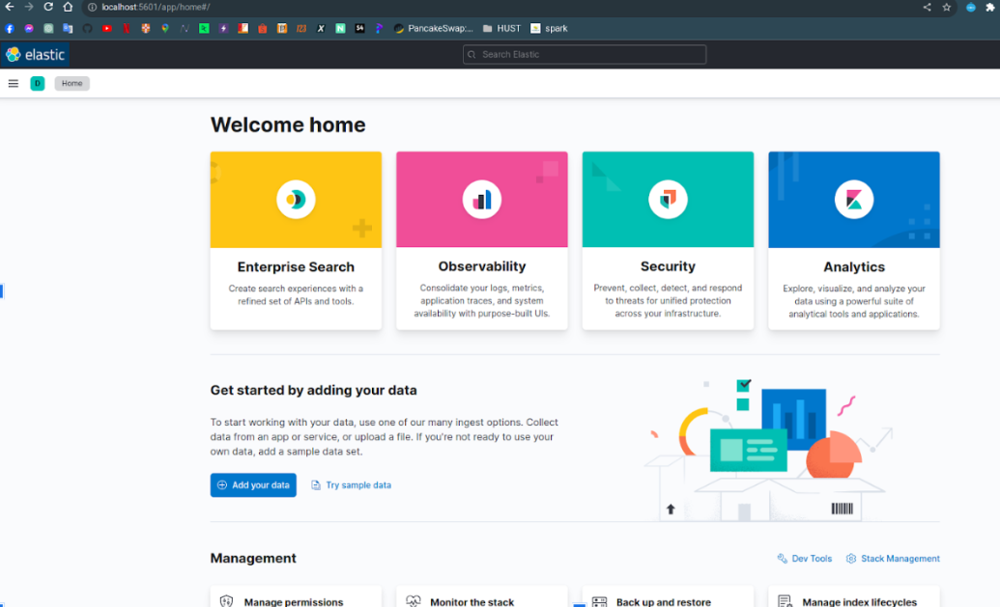 localhost:5601/app/home#/
PancakeSwap:...
HUST
spark
elastic
Search Elastic
D
Home
Welcome home
Enterprise Search
Create search experiences with a
refined set of APIs and tools.
Observability
Consolidate your logs, metrics,
application traces, and system
availability with purpose-built UIs.
Security
Prevent, collect, detect, and respond
to threats for unified protection
across your infrastructure.
Analytics
Explore, visualize, and analyze your
data using a powerful suite of
analytical tools and applications.
Get started by adding your data
To start working with your data, use one of our many ingest options. Collect
data from an app or service, or upload a file. If you're not ready to use your
own data, add a sample data set.
Add your data
Try sample data
Management
Dev Tools
Stack Management
Manage permissions
Monitor the stack
Back up and restore
Manage index lifecycles